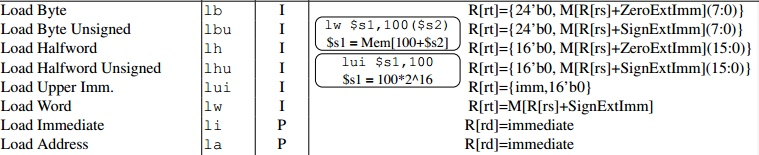 Load Byte lb I R[rt]={24’b0, M[R[rs]+ZeroExtImm](7:0)}
Load Byte Unsigned lbu I lw $s1,100($s2) R[rt]={24’b0, M[R[rs]+SignExtImm](7:0)}
Load Halfword lh I $s1 = Mem[100+$s2] R[rt]={16’b0, M[R[rs]+ZeroExtImm](15:0)}
Load Halfword Unsigned lhu I lui $s1,100 R[rt]={16’b0, M[R[rs]+SignExtImm](15:0)}
Load Upper Imm. lui I $s1 = 100*2^16 R[rt]={imm,16’b0}
Load Word lw I R[rt]=M[R[rs]+SignExtImm]
Load Immediate li P R[rd]=immediate
Load Address la P R[rd]=immediate